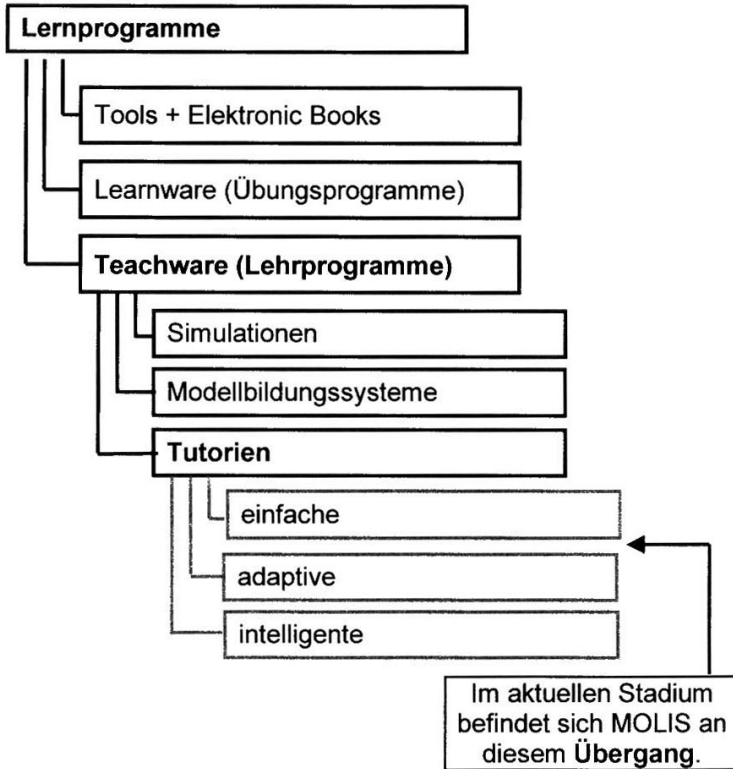 Lernprogramme
Tools + Elektronic Books
Learnware (Übungsprogramme)
Teachware (Lehrprogramme)
Simulationen
Modellbildungssysteme
Tutorien
einfache
adaptive
intelligente
Im aktuellen Stadium
befindet sich MOLIS an
diesem Übergang.